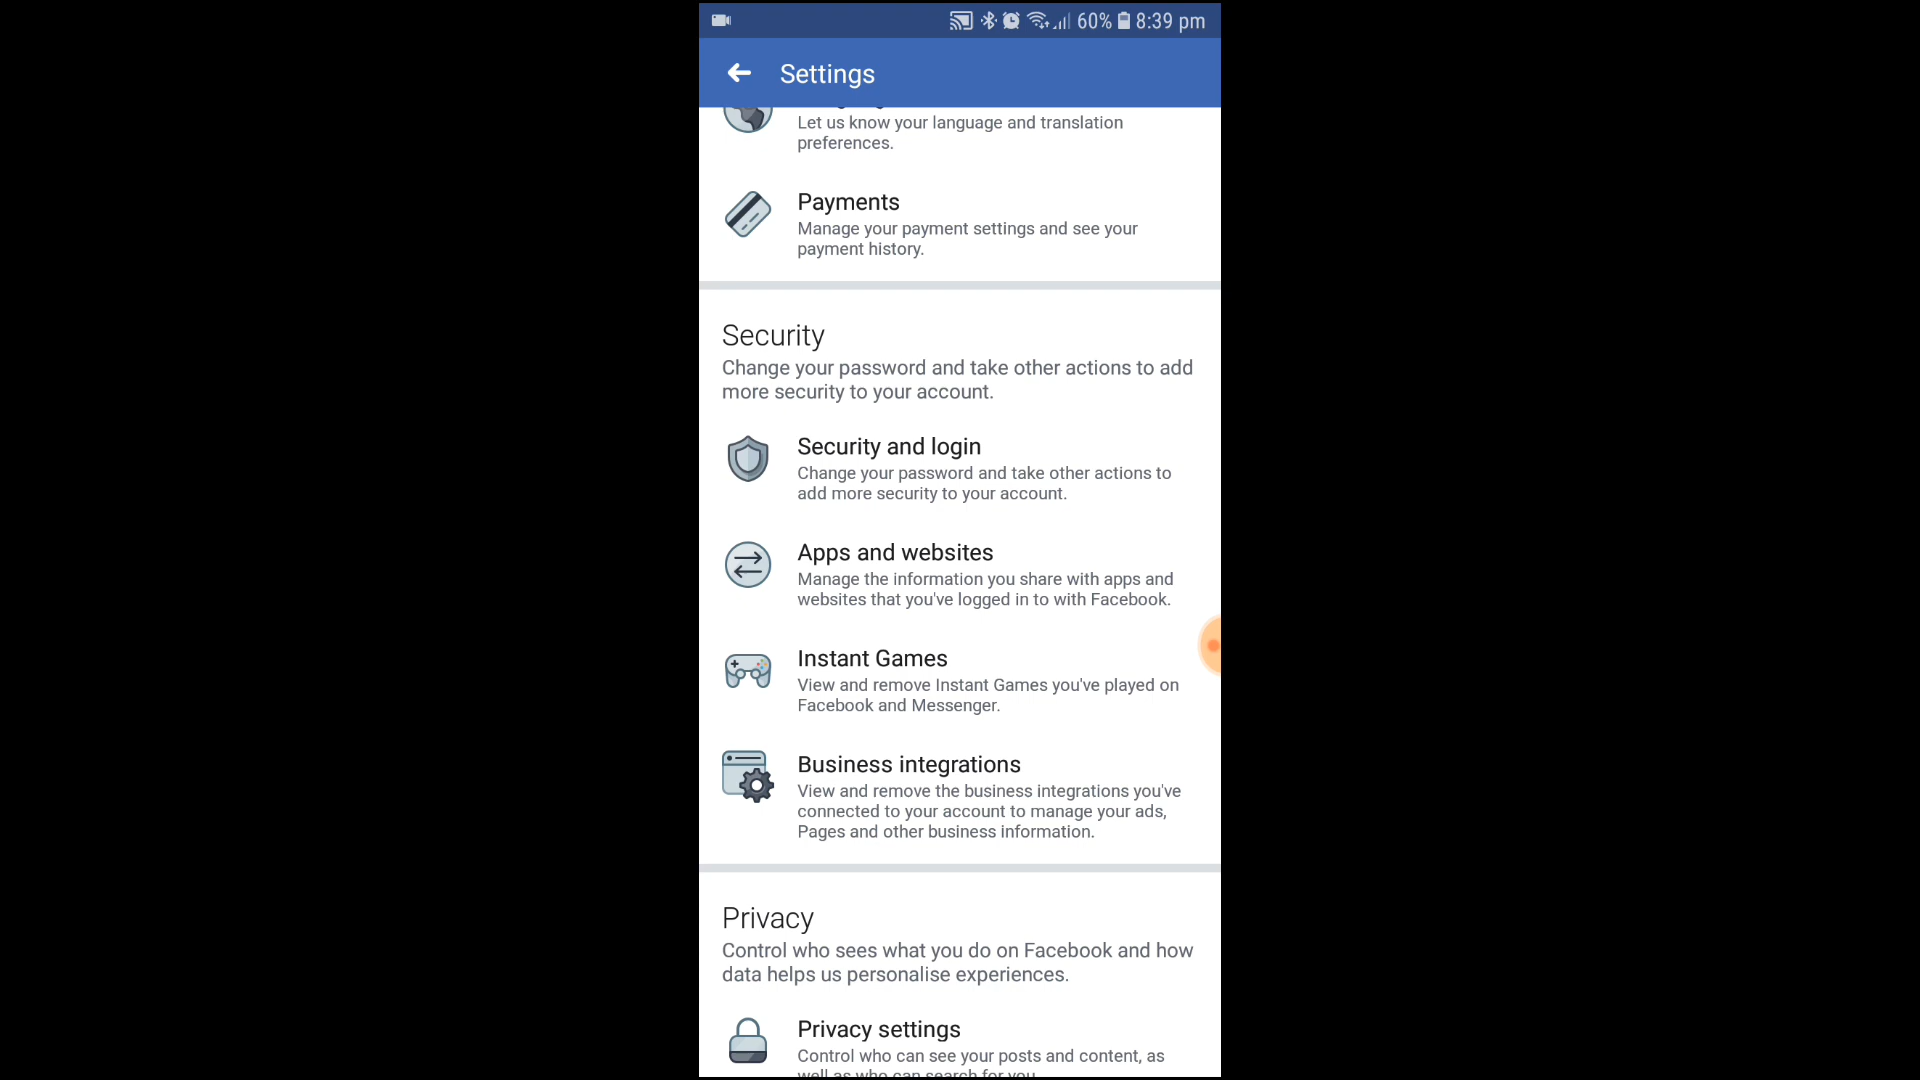 60% 8:39 pm
Settings
Let us know your language and translation
preferences.
Payments
Manage your payment settings and see your
payment history.
Security
Change your password and take other actions to add
more security to your account.
Security and login
Change your password and take other actions to
add more security to your account.
Apps and websites
Manage the information you share with apps and
websites that you've logged in to with Facebook.
Instant Games
View and remove Instant Games you've played on
Facebook and Messenger.
Business integrations
View and remove the business integrations you've
connected to your account to manage your ads,
Pages and other business information.
Privacy
Control who sees what you do on Facebook and how
data helps us personalise experiences.
Privacy settings
Control who can see your posts and content, as
well as who can search for you